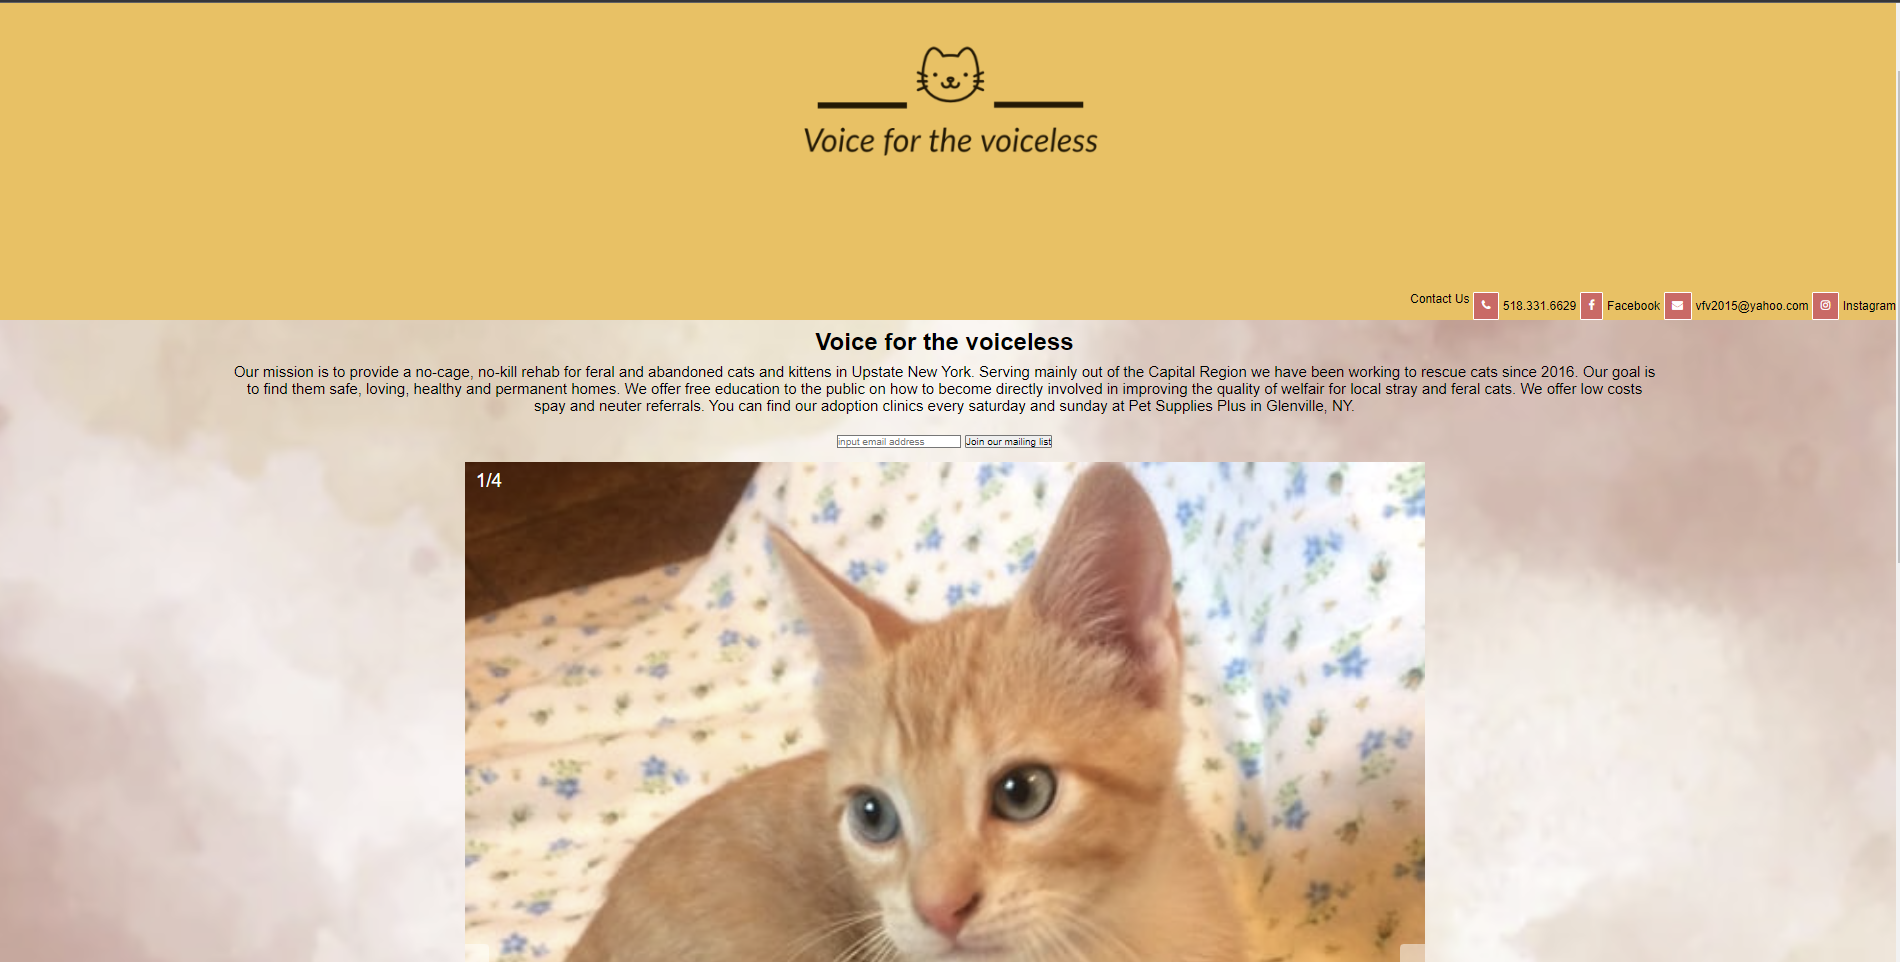 Voice for the voiceless
Contact Us 518.331.6629 Facebook vfv2015@yahoo.com Instagram
Voice for the voiceless
Our mission is to provide a no-cage, no-kill rehab for feral and abandoned cats and kittens in Upstate New York. Serving mainly out of the Capital Region we have been working to rescue cats since 2016. Our goal is
to find them safe, loving, healthy and permanent homes. We offer free education to the public on how to become directly involved in improving the quality of welfair for local stray and feral cats. We offer low costs
spay and neuter referrals. You can find our adoption clinics every saturday and sunday at Pet Supplies Plus in Glenville, NY.
input email address Join our mailing list
1/4